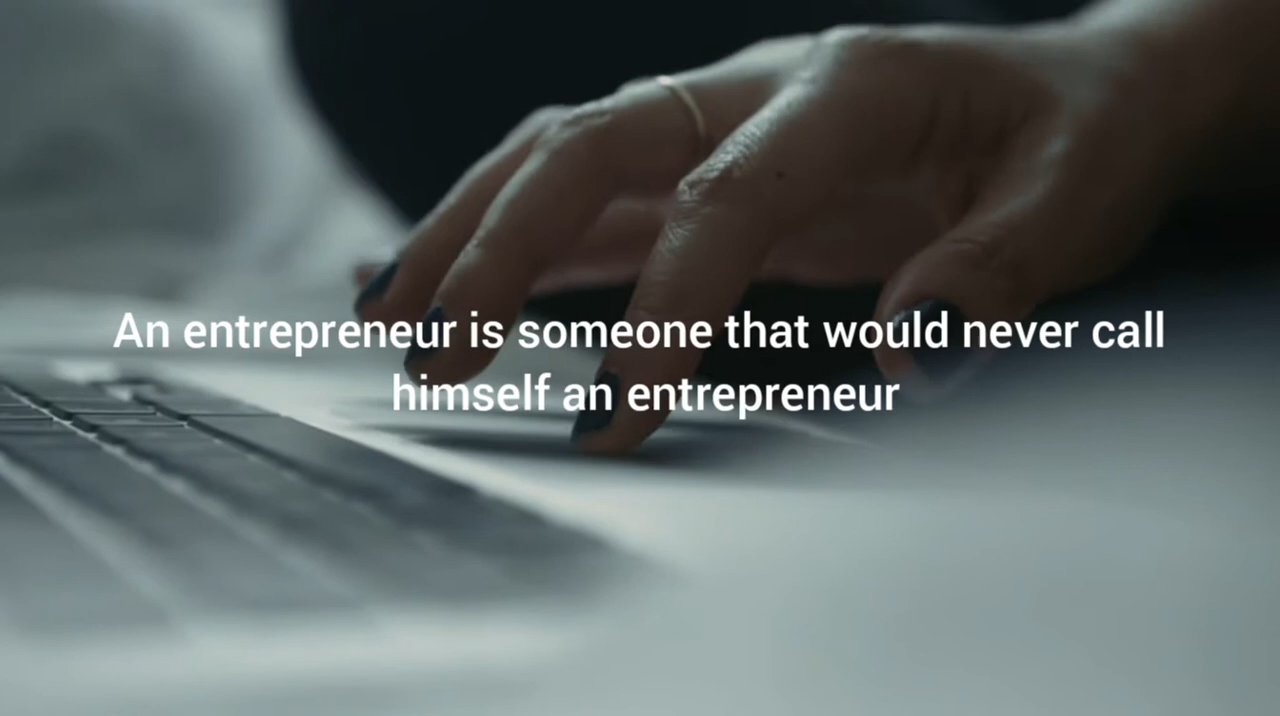 An entrepreneur is someone that would never call
himself an entrepreneur